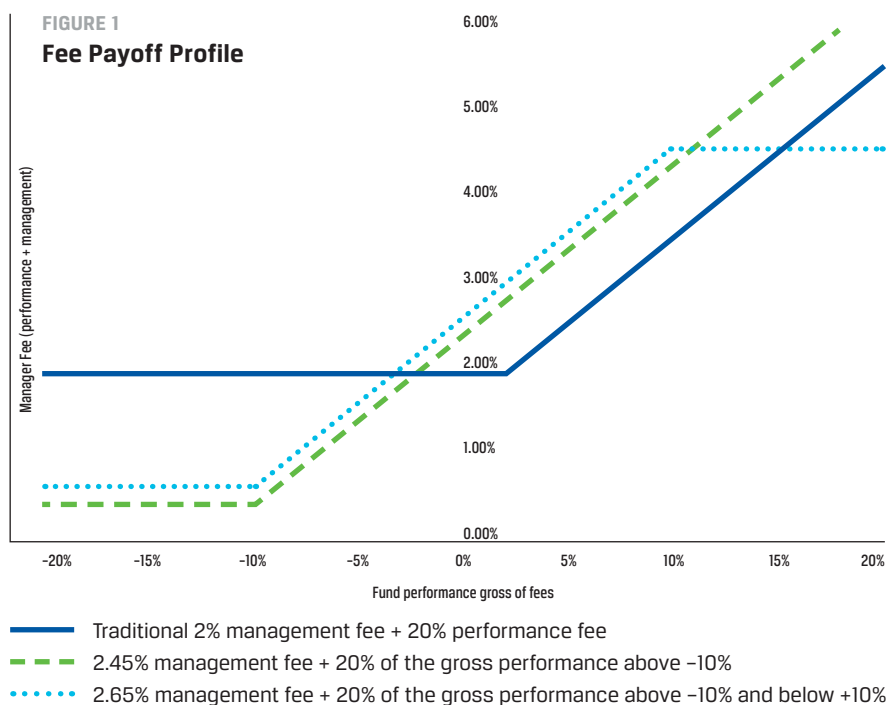 FIGURE 1
Fee Payoff Profile
Manager Fee (performance + management)
6.00%
5.00%
4.00%
3.00%
2.00%
1.00%
0.00%
−20% −15% −10% −5% 0% 5% 10% 15% 20%
Fund performance gross of fees
Traditional 2% management fee + 20% performance fee
2.45% management fee + 20% of the gross performance above −10%
2.65% management fee + 20% of the gross performance above −10% and below +10%